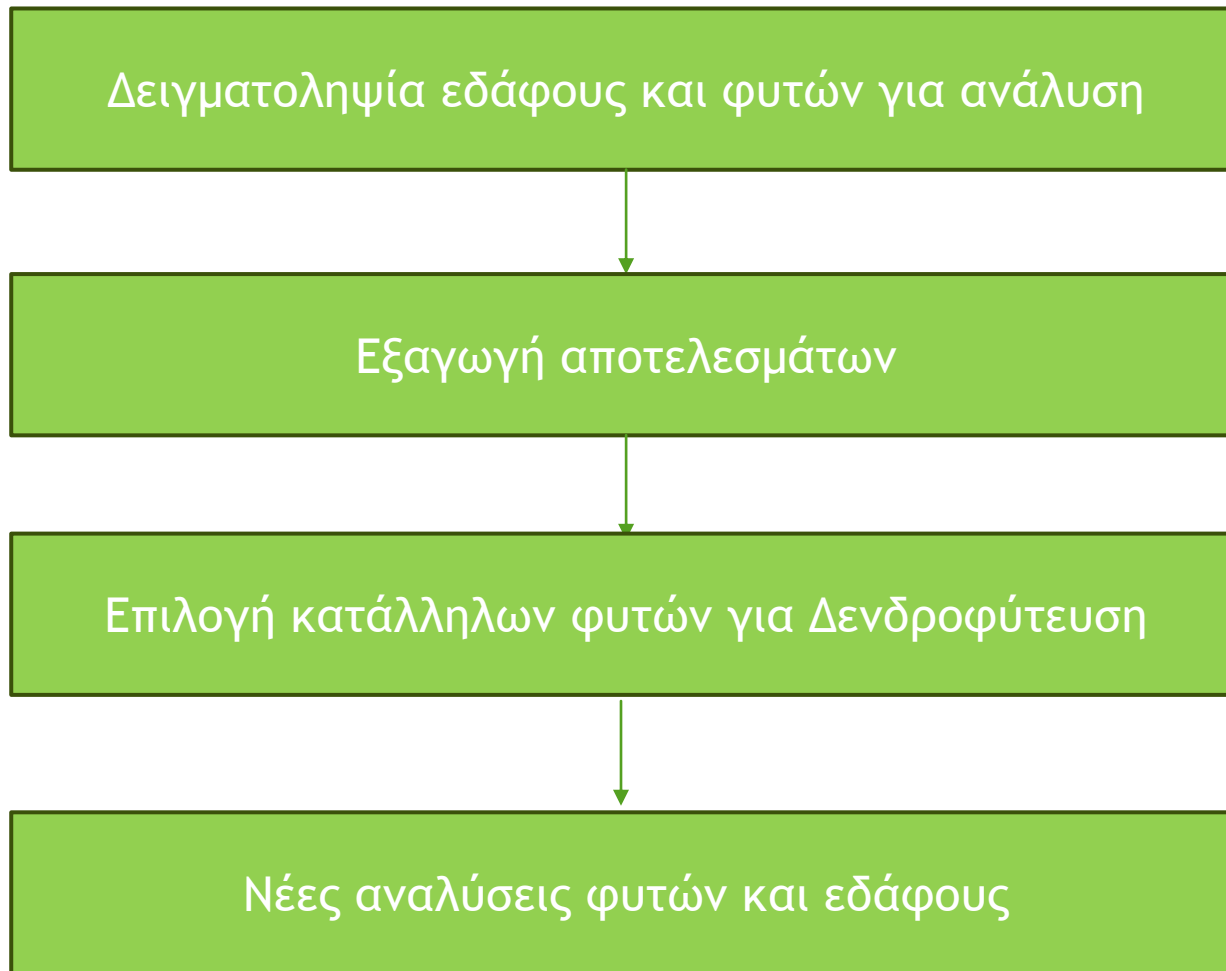 Δειγματοληψία εδάφους και φυτών για ανάλυση
Εξαγωγή αποτελεσμάτων
Επιλογή κατάλληλων φυτών για Δενδροφύτευση
Νέες αναλύσεις φυτών και εδάφους